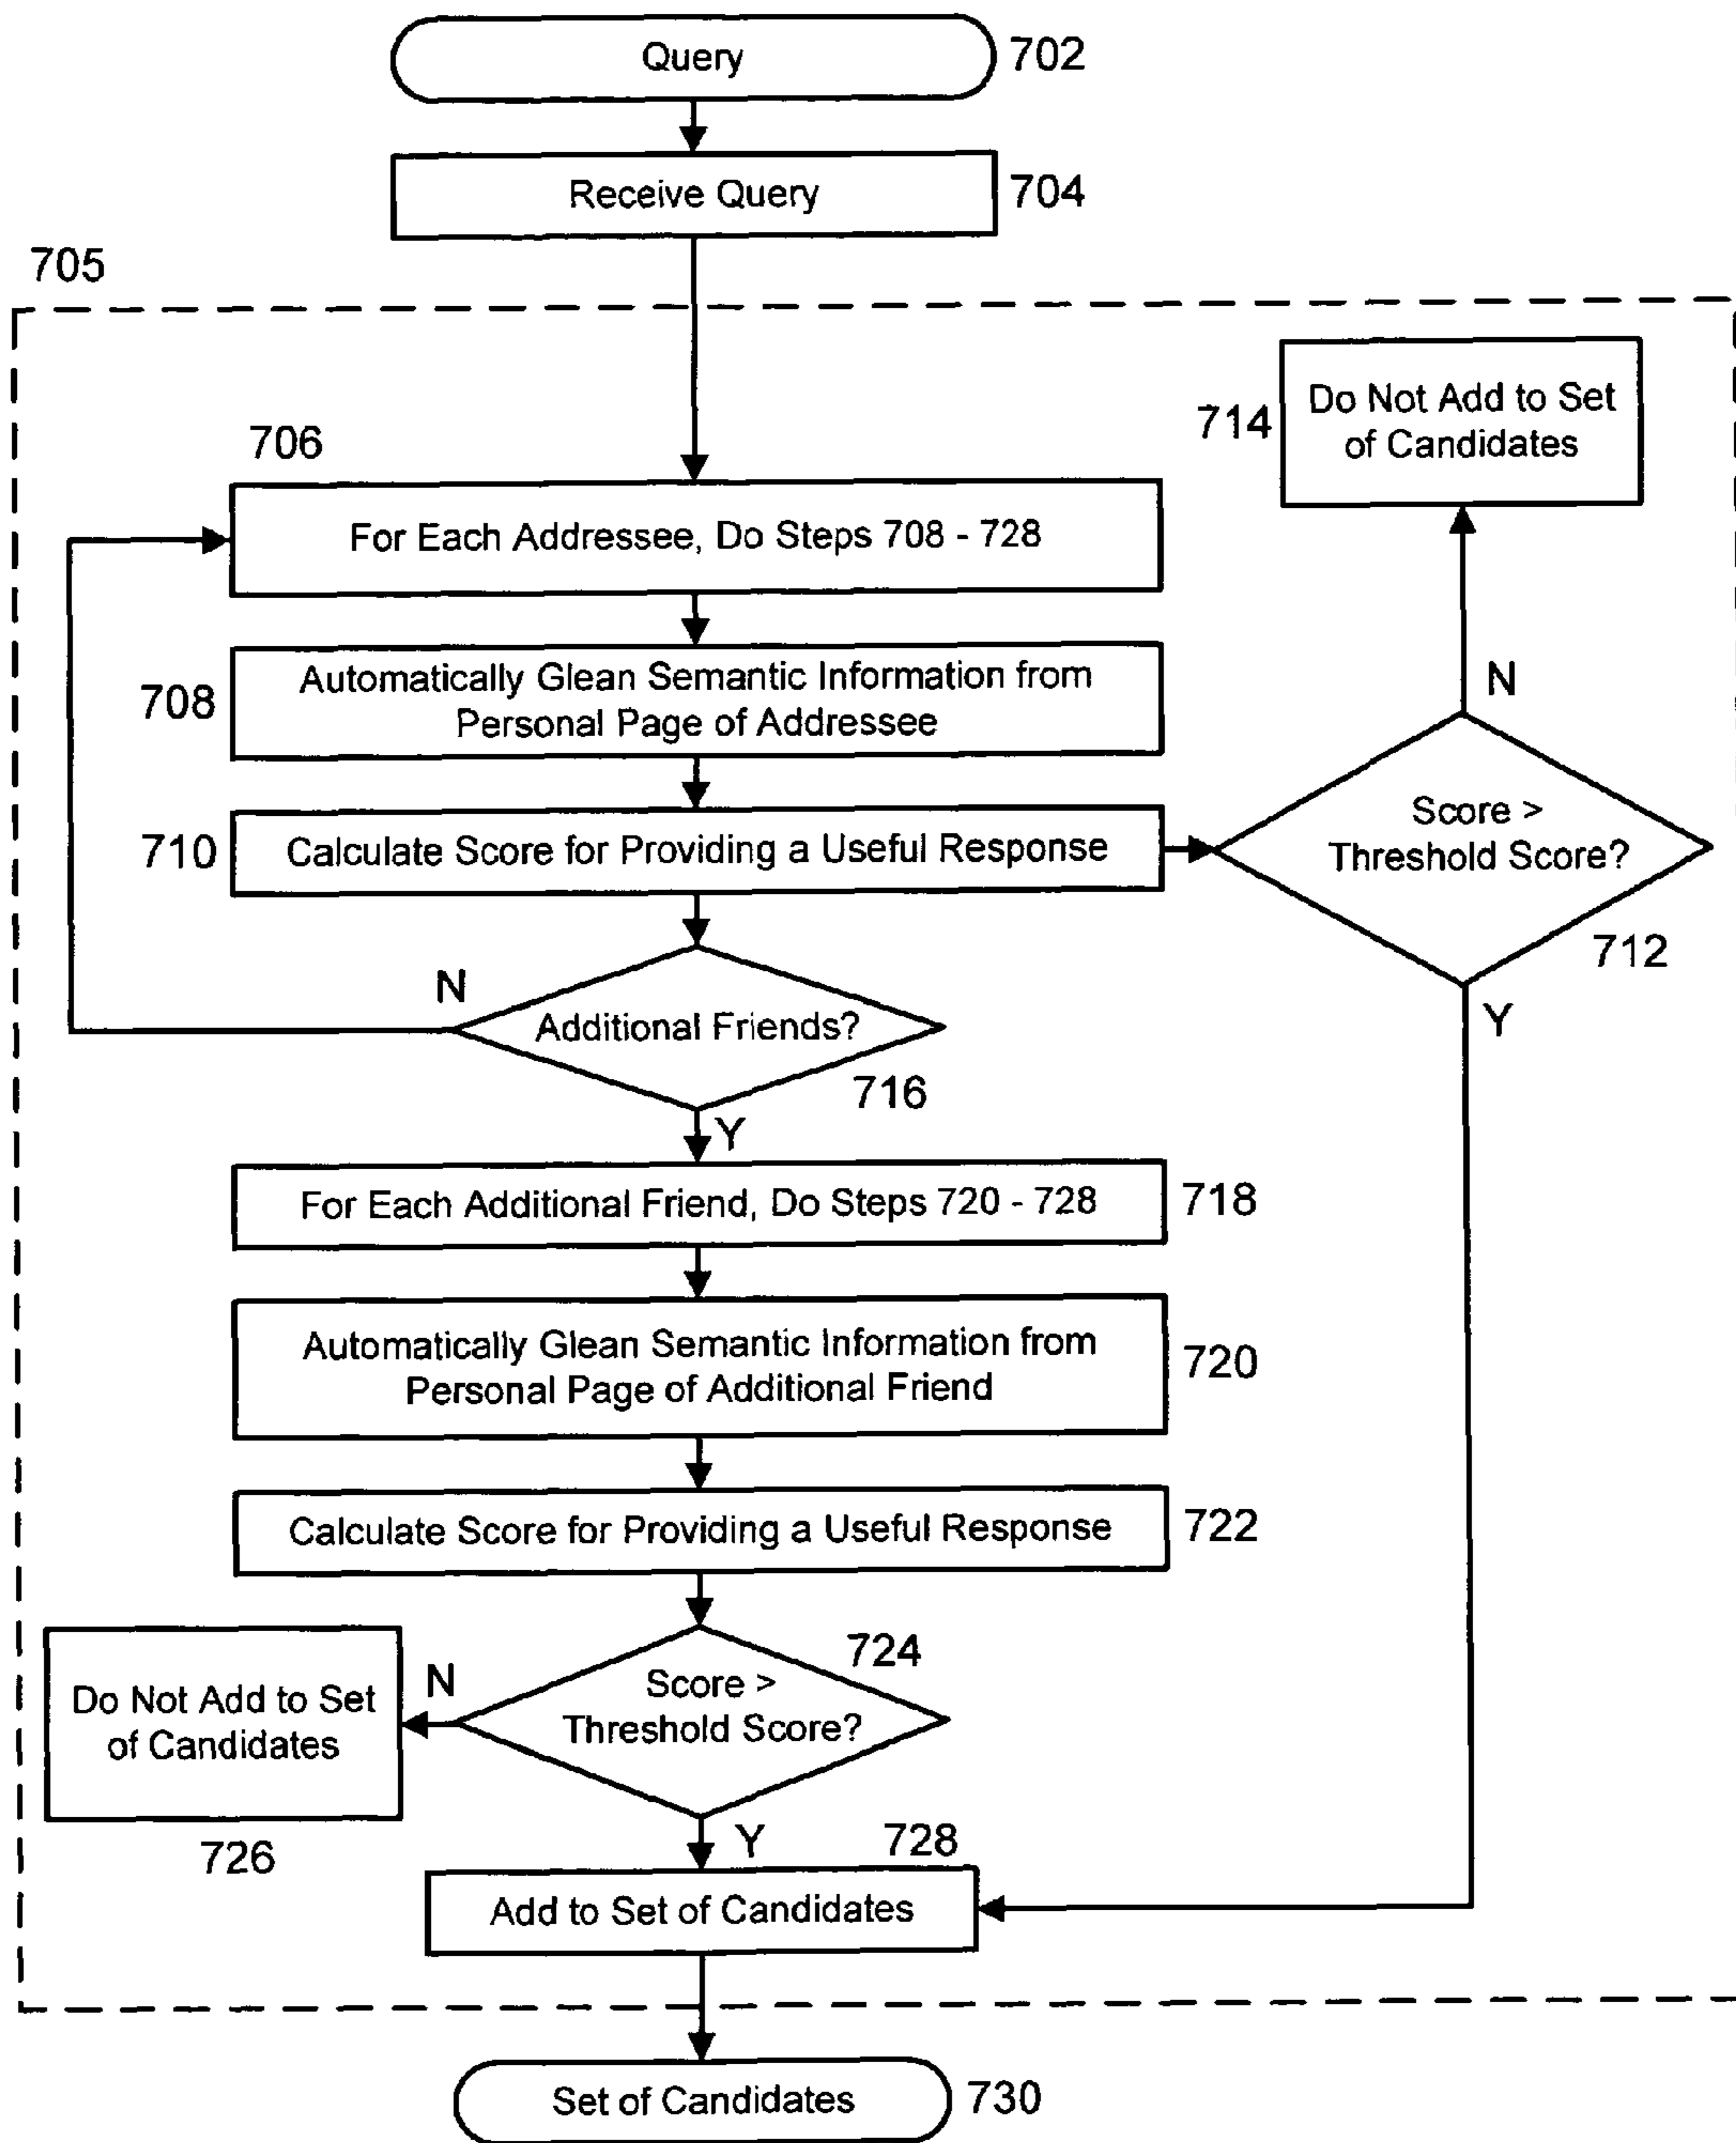 Query
702
Receive Query
704
705
706
For Each Addressee, Do Steps 708 - 728
714
Do Not Add to Set
of Candidates
708
Automatically Glean Semantic Information from
Personal Page of Addressee
N
710
Calculate Score for Providing a Useful Response
Score >
Threshold Score?
712
Y
N
Additional Friends?
716
Y
For Each Additional Friend, Do Steps 720 - 728
718
Automatically Glean Semantic Information from
Personal Page of Additional Friend
720
Calculate Score for Providing a Useful Response
722
724
Score >
Threshold Score?
N
Do Not Add to Set
of Candidates
726
Y
728
Add to Set of Candidates
Set of Candidates
730